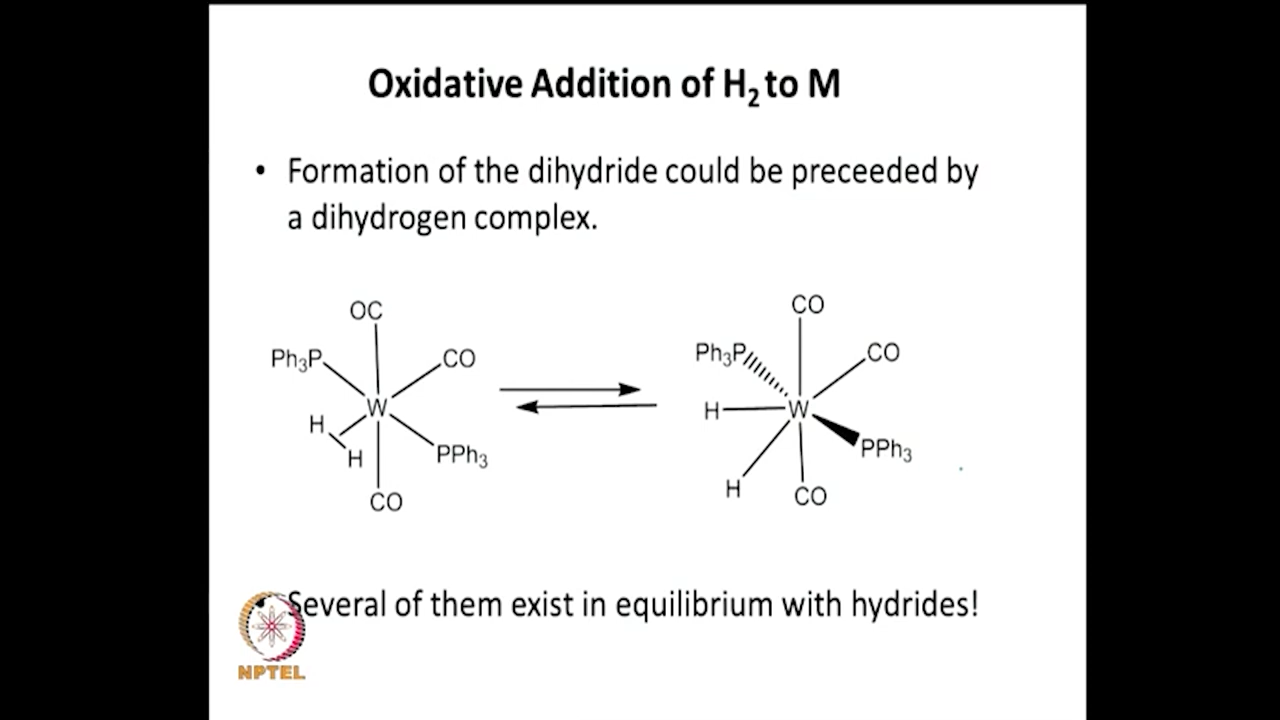 Oxidative Addition of H₂ to M
• Formation of the dihydride could be preceeded by
a dihydrogen complex.
OC
Ph₃P
CO
W
H
H
PPh₃
CO
CO
Ph₃P
CO
H
W
PPh₃
H
CO
• Several of them exist in equilibrium with hydrides!
NPTEL